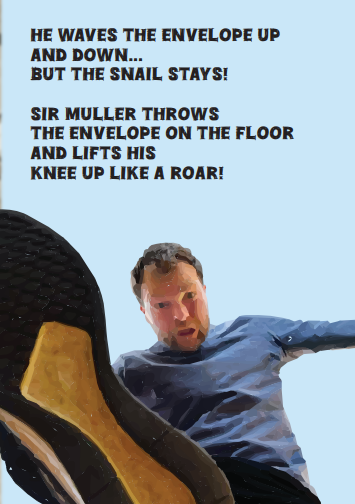 HE WAVES THE ENVELOPE UP
AND DOWN...
BUT THE SNAIL STAYS!
SIR MULLER THROWS
THE ENVELOPE ON THE FLOOR
AND LIFTS HIS
KNEE UP LIKE A ROAR!